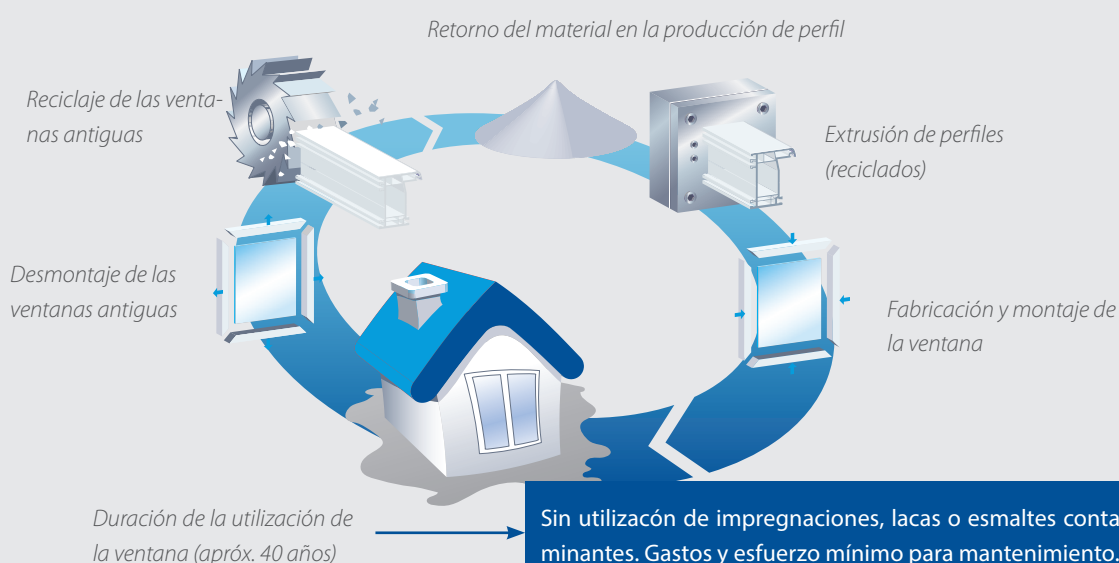 Retorno del material en la producción de perfil
Reciclaje de las venta-
nas antiguas
Extrusión de perfiles
(reciclados)
Desmontaje de las
ventanas antiguas
Fabricación y montaje de
la ventana
Duración de la utilización de
la ventana (apróx. 40 años)
Sin utilizacón de impregnaciones, lacas o esmaltes conta
minantes. Gastos y esfuerzo mínimo para mantenimiento.